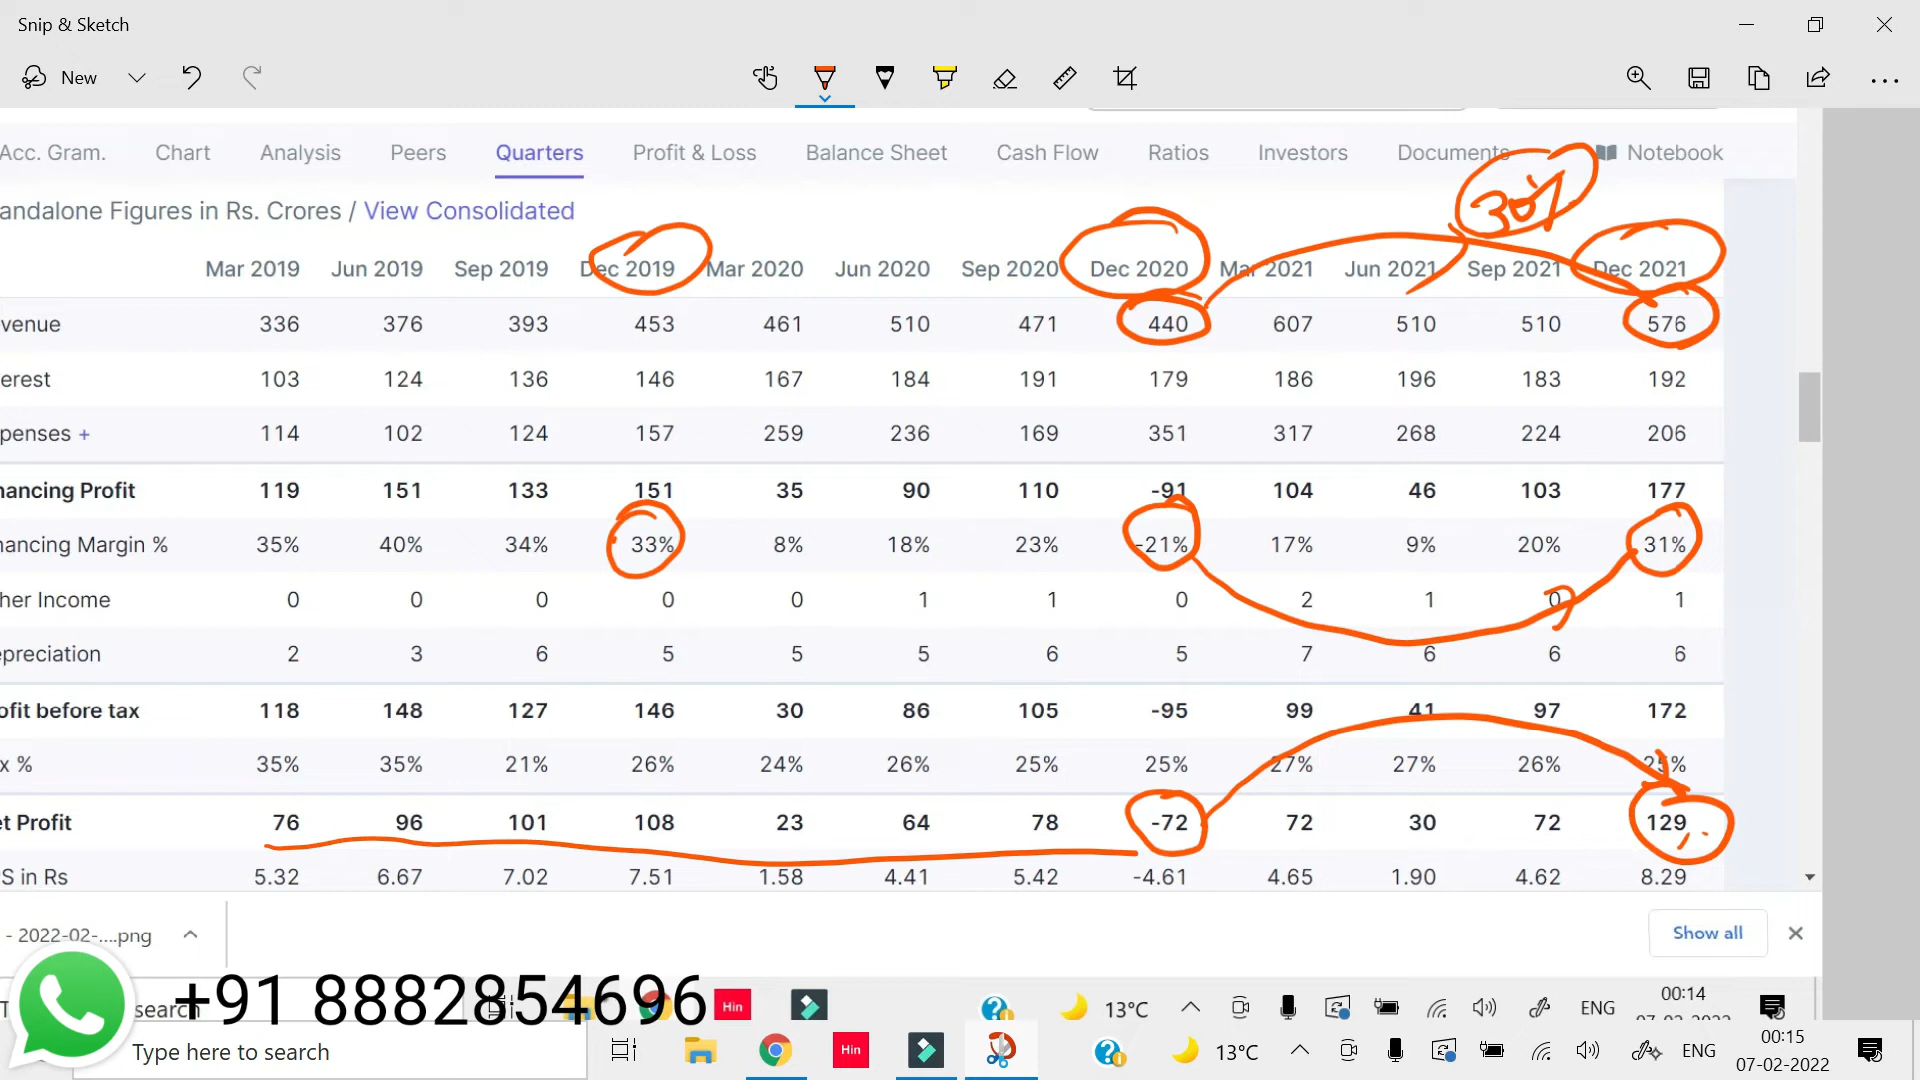 Snip & Sketch
New
Acc. Gram. Chart Analysis Peers Quarters Profit & Loss Balance Sheet Cash Flow Ratios Investors Documents Notebook
30%
andalone Figures in Rs. Crores / View Consolidated
Mar 2019 Jun 2019 Sep 2019 Dec 2019 Mar 2020 Jun 2020 Sep 2020 Dec 2020 Mar 2021 Jun 2021 Sep 2021 Dec 2021
venue 336 376 393 453 461 510 471 440 607 510 510 576
erest 103 124 136 146 167 184 191 179 186 196 183 192
penses + 114 102 124 157 259 236 169 351 317 268 224 206
nancing Profit 119 151 133 151 35 90 110 -91 104 46 103 177
nancing Margin % 35% 40% 34% 33% 8% 18% 23% -21% 17% 9% 20% 31%
her Income 0 0 0 0 0 1 1 0 2 1 0 1
epreciation 2 3 6 5 5 5 6 5 7 6 6 6
ofit before tax 118 148 127 146 30 86 105 -95 99 41 97 172
x % 35% 35% 21% 26% 24% 26% 25% 25% 27% 27% 26% 25%
et Profit 76 96 101 108 23 64 78 -72 72 30 72 129
S in Rs 5.32 6.67 7.02 7.51 1.58 4.41 5.42 -4.61 4.65 1.90 4.62 8.29
- 2022-02-....png Show all
+91 8882854696
search Hin 13°C ENG 00:14
Type here to search Hin 13°C ENG 00:15
07-02-2022